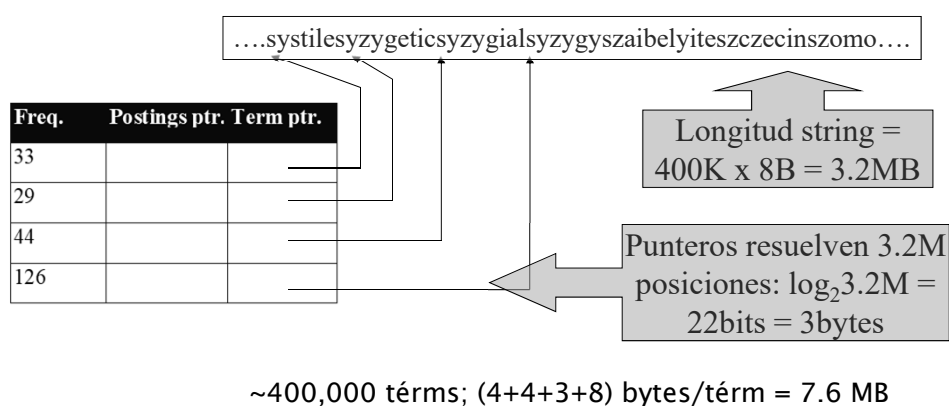 ….systilesyzygeticsyzygialsyzygyszaibelyiteszczecinszomo….
Freq. Postings ptr. Term ptr.
33
29
44
126
Longitud string =
400K x 8B = 3.2MB
Punteros resuelven 3.2M
posiciones: log₂3.2M =
22bits = 3bytes
~400,000 térms; (4+4+3+8) bytes/térm = 7.6 MB